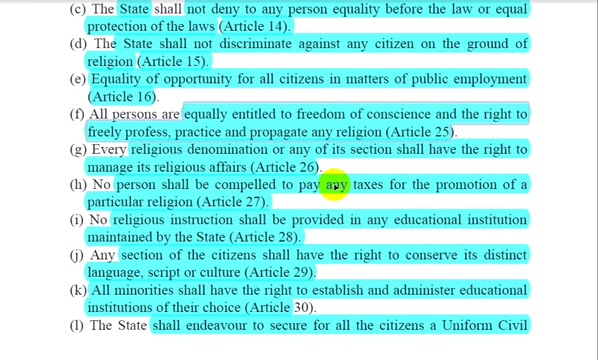 (c) The State shall not deny to any person equality before the law or equal
protection of the laws (Article 14).
(d) The State shall not discriminate against any citizen on the ground of
religion (Article 15).
(e) Equality of opportunity for all citizens in matters of public employment
(Article 16).
(f) All persons are equally entitled to freedom of conscience and the right to
freely profess, practice and propagate any religion (Article 25).
(g) Every religious denomination or any of its section shall have the right to
manage its religious affairs (Article 26).
(h) No person shall be compelled to pay any taxes for the promotion of a
particular religion (Article 27).
(i) No religious instruction shall be provided in any educational institution
maintained by the State (Article 28).
(j) Any section of the citizens shall have the right to conserve its distinct
language, script or culture (Article 29).
(k) All minorities shall have the right to establish and administer educational
institutions of their choice (Article 30).
(l) The State shall endeavour to secure for all the citizens a Uniform Civil